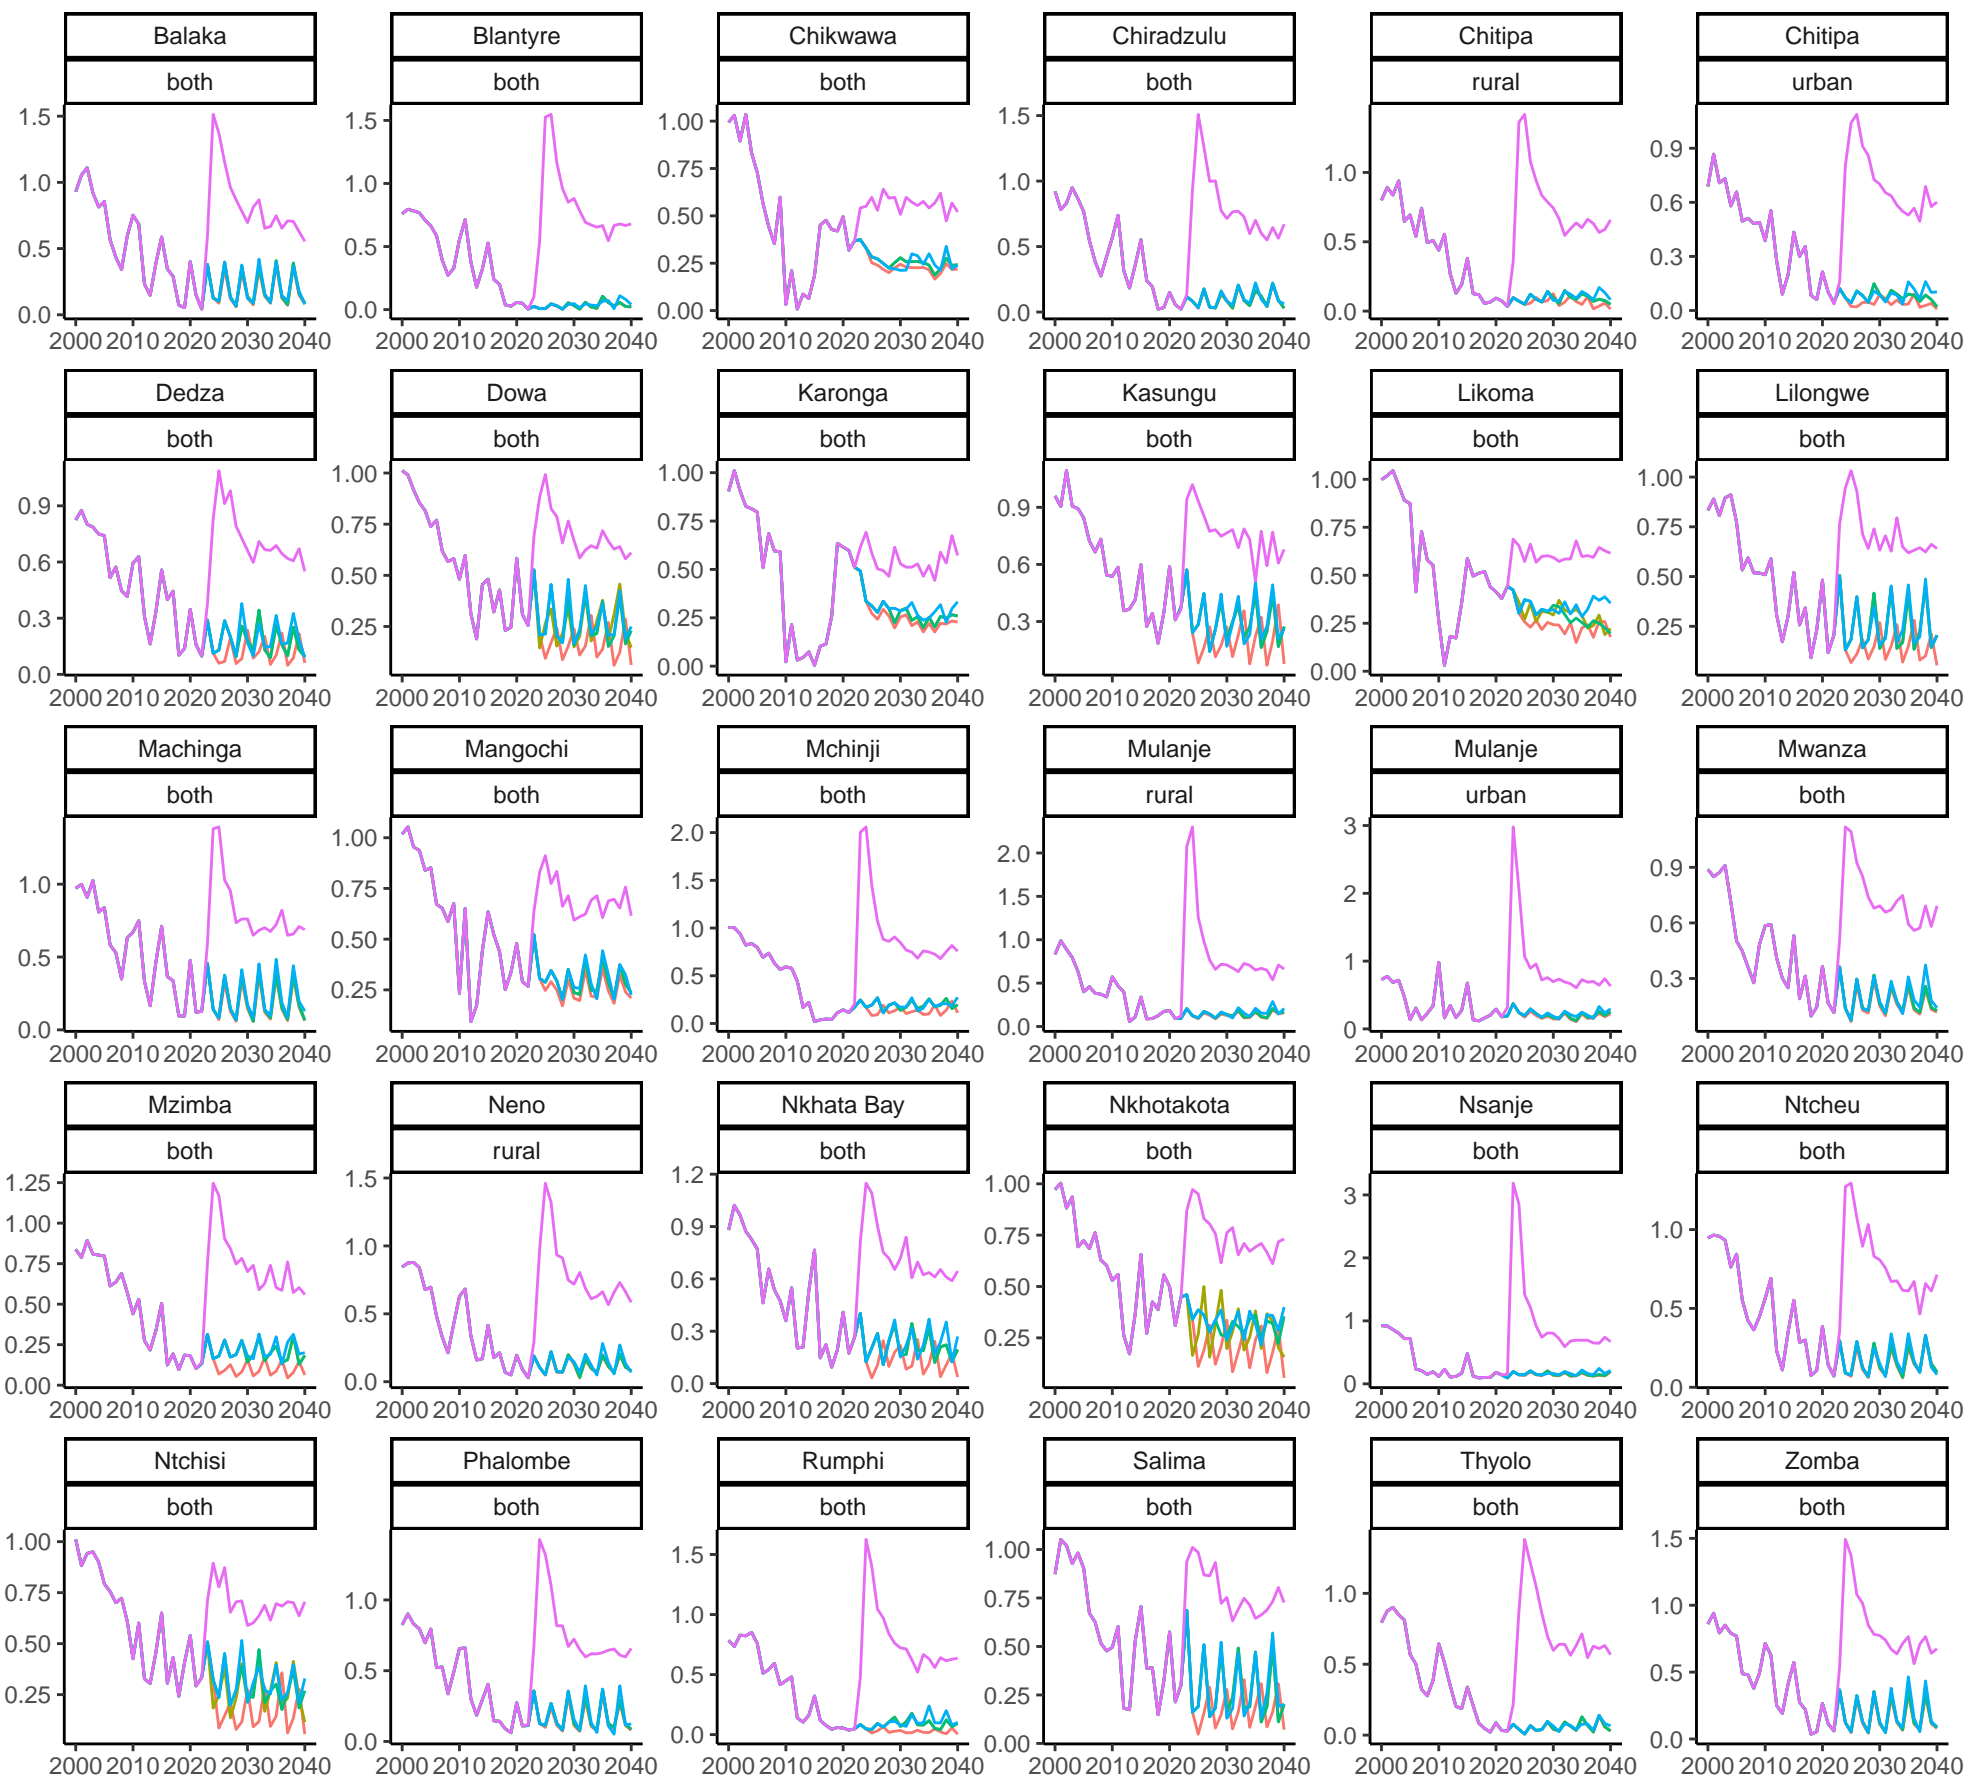 Balaka Blantyre Chikwawa Chiradzulu Chitipa Chitipa
both both both both rural urban
1.5 1.0 0.5 0.0
1.5 1.0 0.5 0.0
1.00 0.75 0.50 0.25 0.00
1.5 1.0 0.5 0.0
1.0 0.5 0.0
0.9 0.6 0.3 0.0
2000 2010 2020 2030 2040 2000 2010 2020 2030 2040 2000 2010 2020 2030 2040 2000 2010 2020 2030 2040 2000 2010 2020 2030 2040 2000 2010 2020 2030 2040
Dedza Dowa Karonga Kasungu Likoma Lilongwe
both both both both both both
0.9 0.6 0.3 0.0
1.00 0.75 0.50 0.25
1.00 0.75 0.50 0.25 0.00
0.9 0.6 0.3
1.00 0.75 0.50 0.25 0.00
1.00 0.75 0.50 0.25
2000 2010 2020 2030 2040 2000 2010 2020 2030 2040 2000 2010 2020 2030 2040 2000 2010 2020 2030 2040 2000 2010 2020 2030 2040 2000 2010 2020 2030 2040
Machinga Mangochi Mchinji Mulanje Mulanje Mwanza
both both both rural urban both
1.0 0.5 0.0
1.00 0.75 0.50 0.25
2.0 1.5 1.0 0.5 0.0
2.0 1.5 1.0 0.5 0.0
3 2 1 0
0.9 0.6 0.3
2000 2010 2020 2030 2040 2000 2010 2020 2030 2040 2000 2010 2020 2030 2040 2000 2010 2020 2030 2040 2000 2010 2020 2030 2040 2000 2010 2020 2030 2040
Mzimba Neno Nkhata Bay Nkhotakota Nsanje Ntcheu
both rural both both both both
1.25 1.00 0.75 0.50 0.25 0.00
1.5 1.0 0.5 0.0
1.2 0.9 0.6 0.3 0.0
1.00 0.75 0.50 0.25
3 2 1 0
1.0 0.5 0.0
2000 2010 2020 2030 2040 2000 2010 2020 2030 2040 2000 2010 2020 2030 2040 2000 2010 2020 2030 2040 2000 2010 2020 2030 2040 2000 2010 2020 2030 2040
Ntchisi Phalombe Rumphi Salima Thyolo Zomba
both both both both both both
1.00 0.75 0.50 0.25
1.0 0.5 0.0
1.5 1.0 0.5 0.0
1.00 0.75 0.50 0.25 0.00
1.0 0.5 0.0
1.5 1.0 0.5 0.0
2000 2010 2020 2030 2040 2000 2010 2020 2030 2040 2000 2010 2020 2030 2040 2000 2010 2020 2030 2040 2000 2010 2020 2030 2040 2000 2010 2020 2030 2040